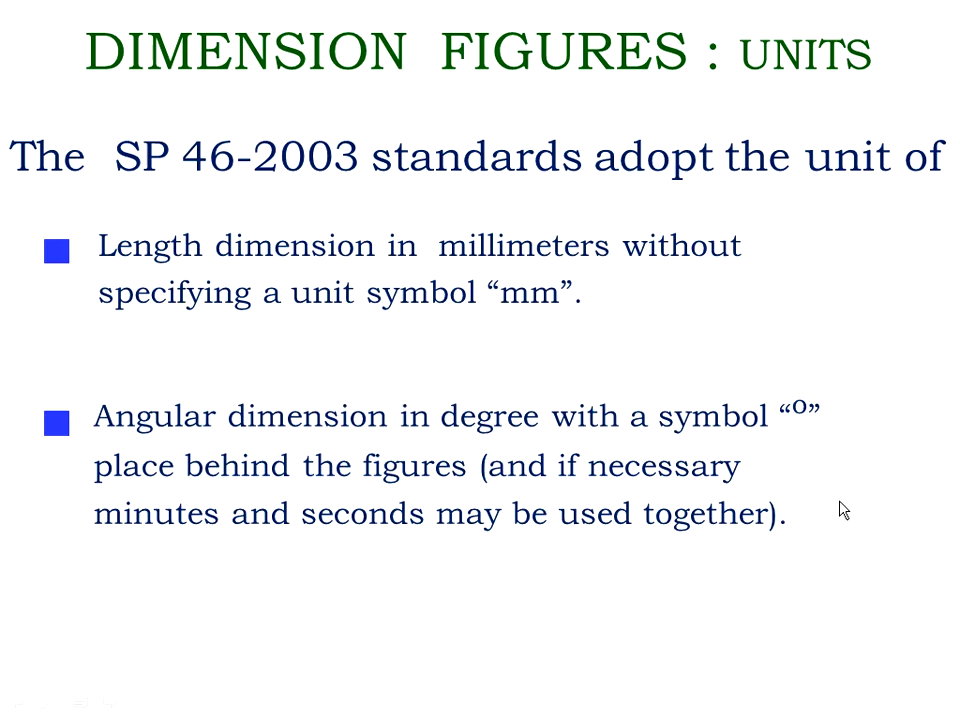 DIMENSION FIGURES : UNITS
The SP 46-2003 standards adopt the unit of
Length dimension in millimeters without
specifying a unit symbol “mm”.
Angular dimension in degree with a symbol “o”
place behind the figures (and if necessary
minutes and seconds may be used together).